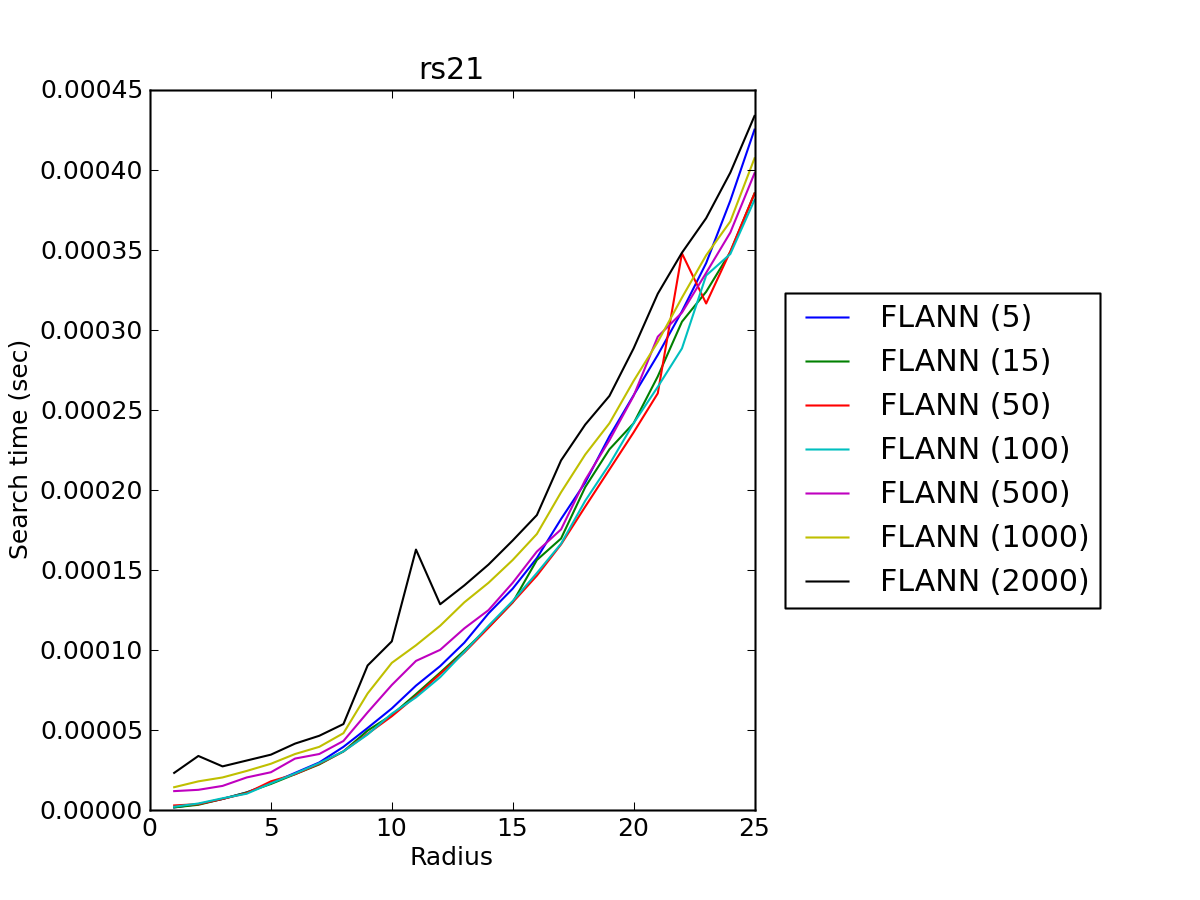 rs21
0.00045
0.00040
0.00035
0.00030
0.00025
0.00020
0.00015
0.00010
0.00005
0.00000
Search time (sec)
0 5 10 15 20 25
Radius
FLANN (5)
FLANN (15)
FLANN (50)
FLANN (100)
FLANN (500)
FLANN (1000)
FLANN (2000)